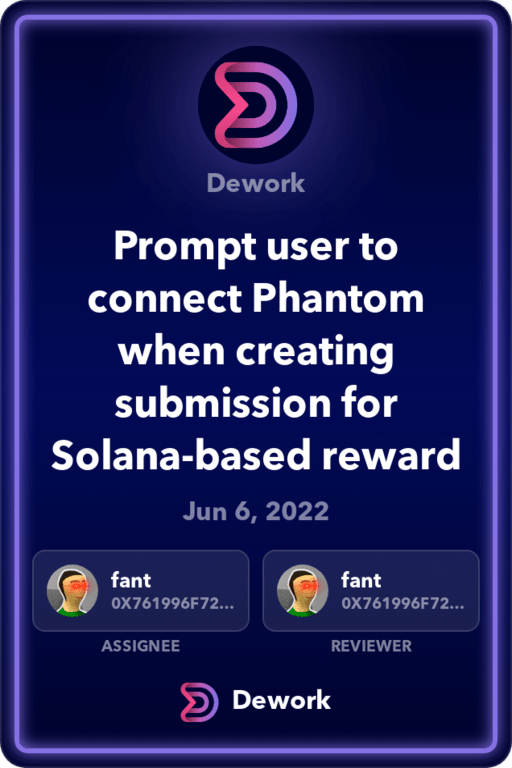 Dework
Prompt user to
connect Phantom
when creating
submission for
Solana-based reward
Jun 6, 2022
fant
0X761996F72...
ASSIGNEE
fant
0X761996F72...
REVIEWER
Dework